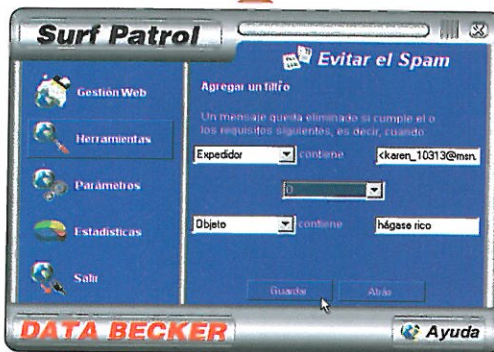 Surf Patrol
Evitar el Spam
Gestión Web
Herramientas
Parámetros
Estadísticas
Salir
Agregar un filtro
Un mensaje queda eliminado si cumple el o
los requisitos siguientes, es decir, cuando
Expedidor contiene <karen_10313@msn.
O
Objeto contiene hágase rico
Guardar Atrás
DATA BECKER
Ayuda